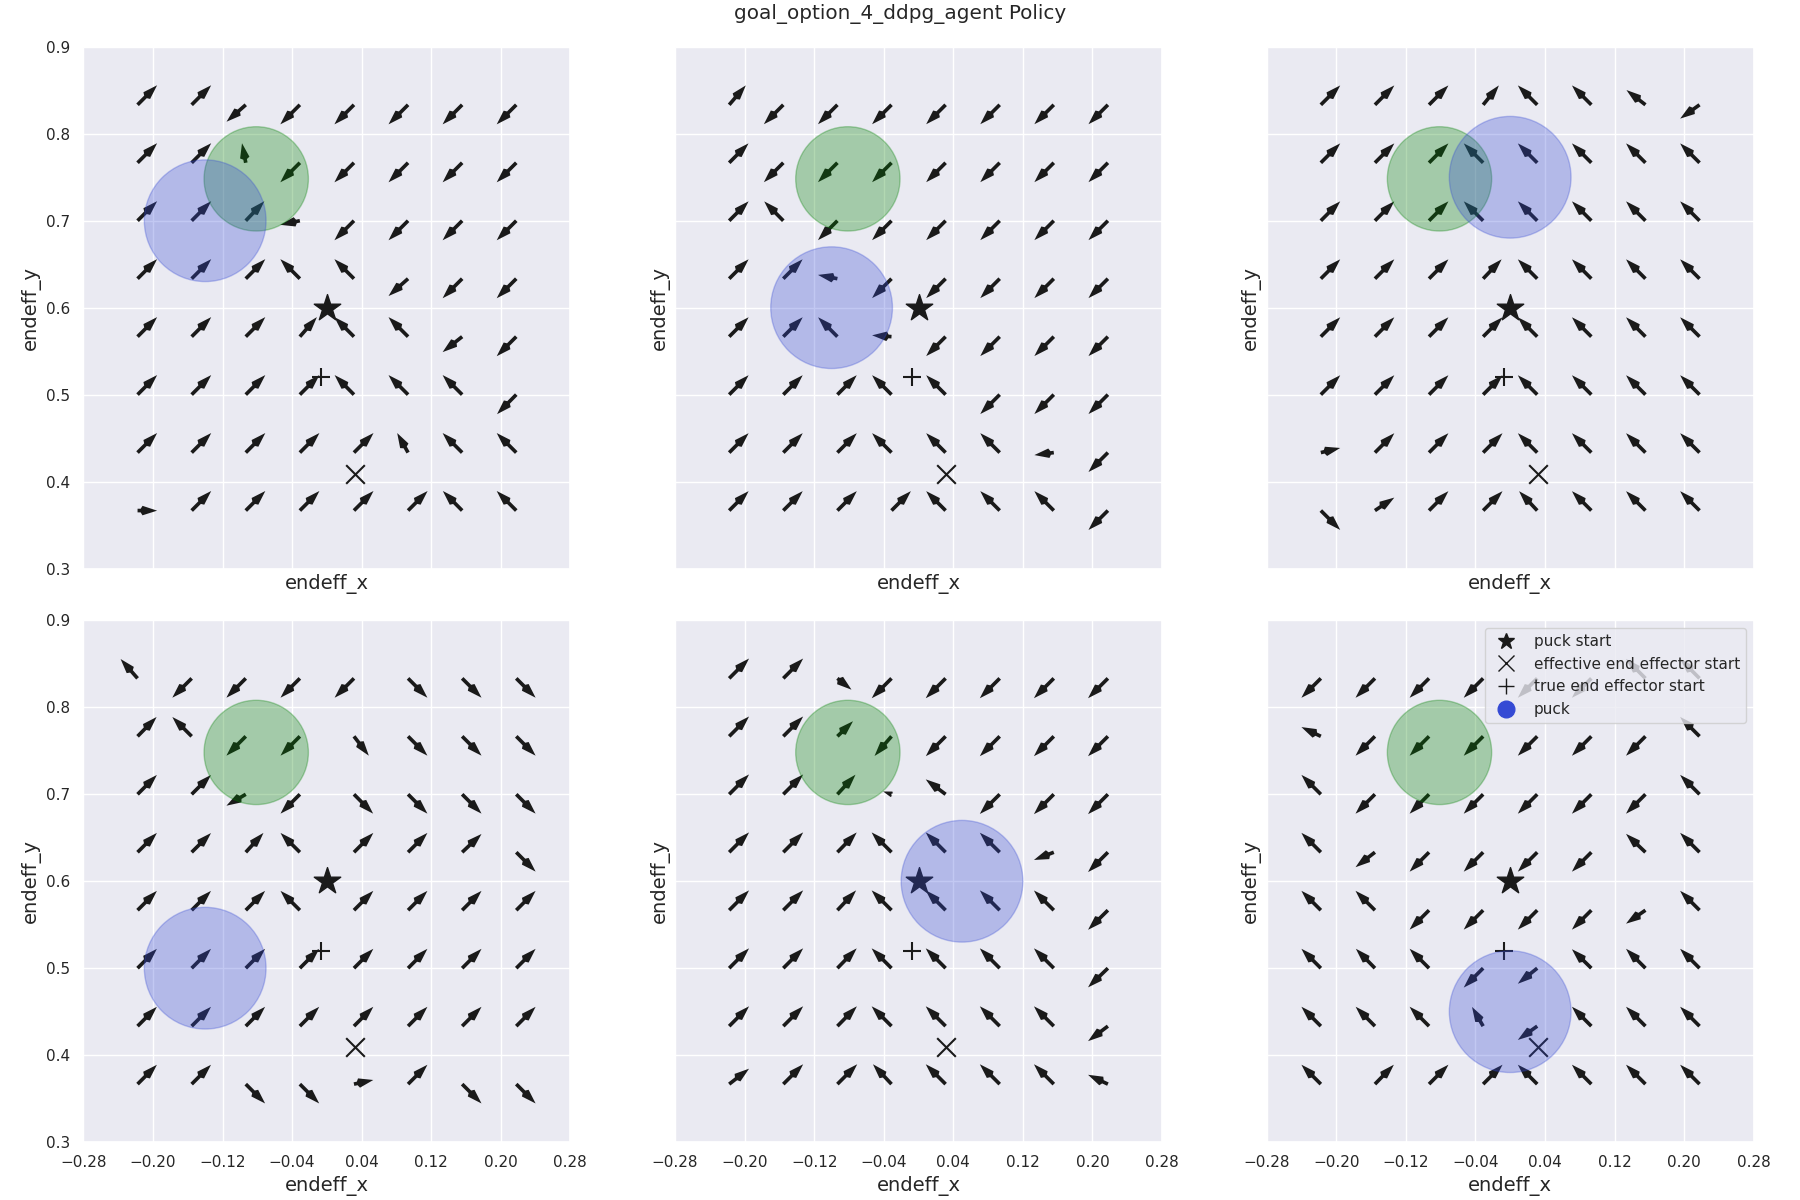 goal_option_4_ddpg_agent Policy
0.9
0.8
0.7
0.6
0.5
0.4
0.3
endeff_y
endeff_x
endeff_y
endeff_x
endeff_y
endeff_x
0.9
0.8
0.7
0.6
0.5
0.4
0.3
endeff_y
−0.28 −0.20 −0.12 −0.04 0.04 0.12 0.20 0.28
endeff_x
endeff_y
−0.28 −0.20 −0.12 −0.04 0.04 0.12 0.20 0.28
endeff_x
puck start
effective end effector start
true end effector start
puck
endeff_y
−0.28 −0.20 −0.12 −0.04 0.04 0.12 0.20 0.28
endeff_x